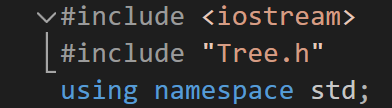 #include <iostream>
#include "Tree.h"
using namespace std;